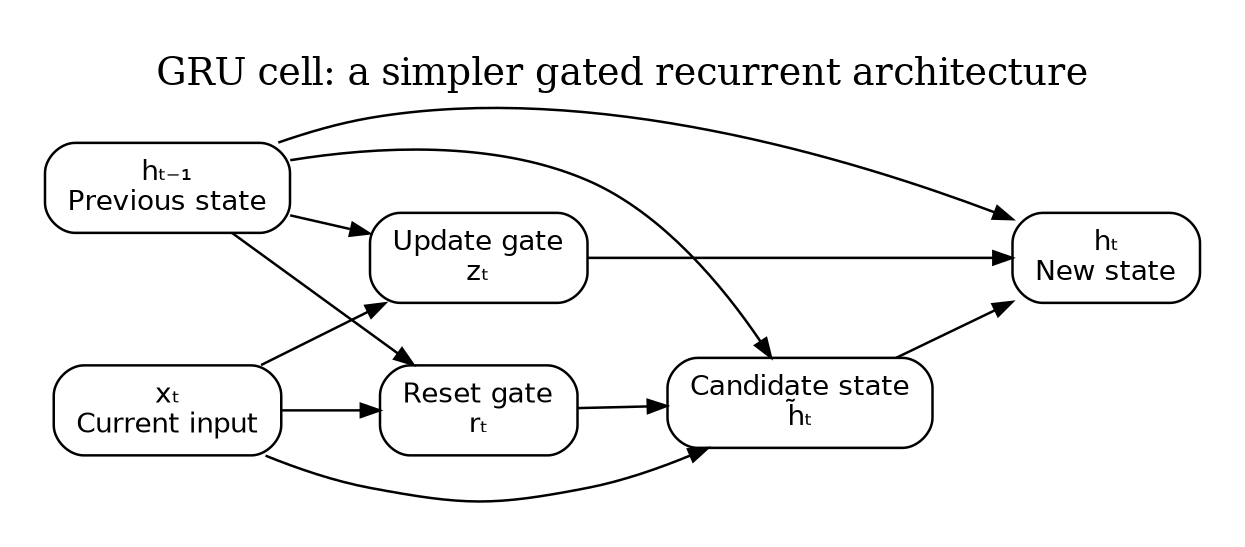 GRU cell: a simpler gated recurrent architecture
hₜ₋₁
Previous state
Update gate
zₜ
hₜ
New state
xₜ
Current input
Reset gate
rₜ
Candidate state
h̃ₜ